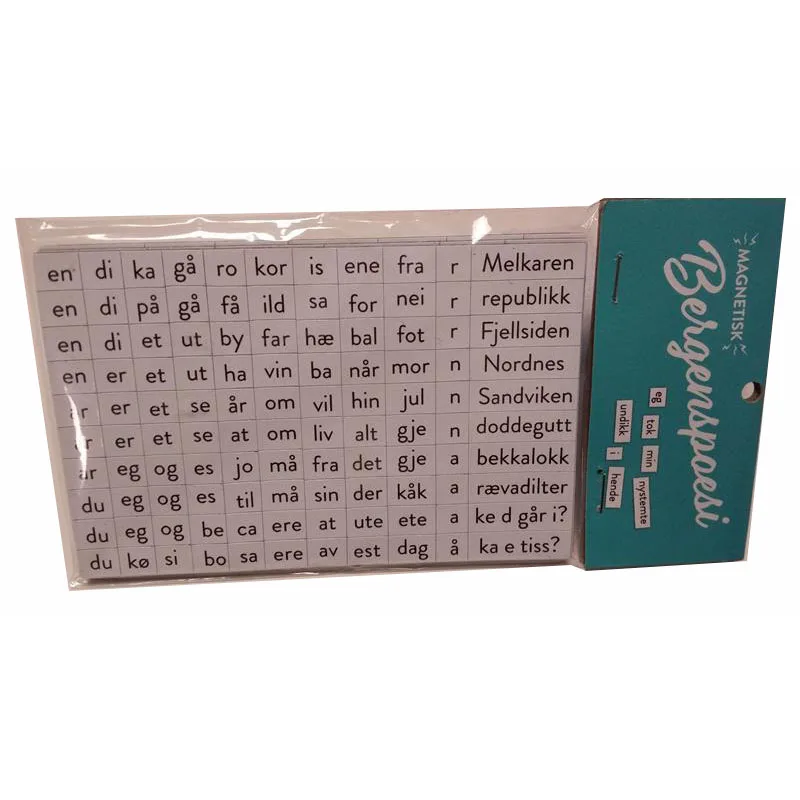 en di ka gå ro kor is ene fra r Melkaren
en di på gå få ild sa for nei r republikk
en di et ut by far hæ bal fot r Fjellsiden
en er et ut ha vin ba når mor n Nordnes
år er et se år om vil hin jul n Sandviken
år er et se at om liv alt gje n doddegutt
år eg og es jo må fra det gje a bekkalokk
du eg og es til må sin der kåk a rævadilter
du eg og be ca ere at ute ete a ke d går i?
du kø si bo sa ere av est dag å ka e tiss?
MAGNETISK
Bergenspoesi
eg tok min nystemte
undikk i hende